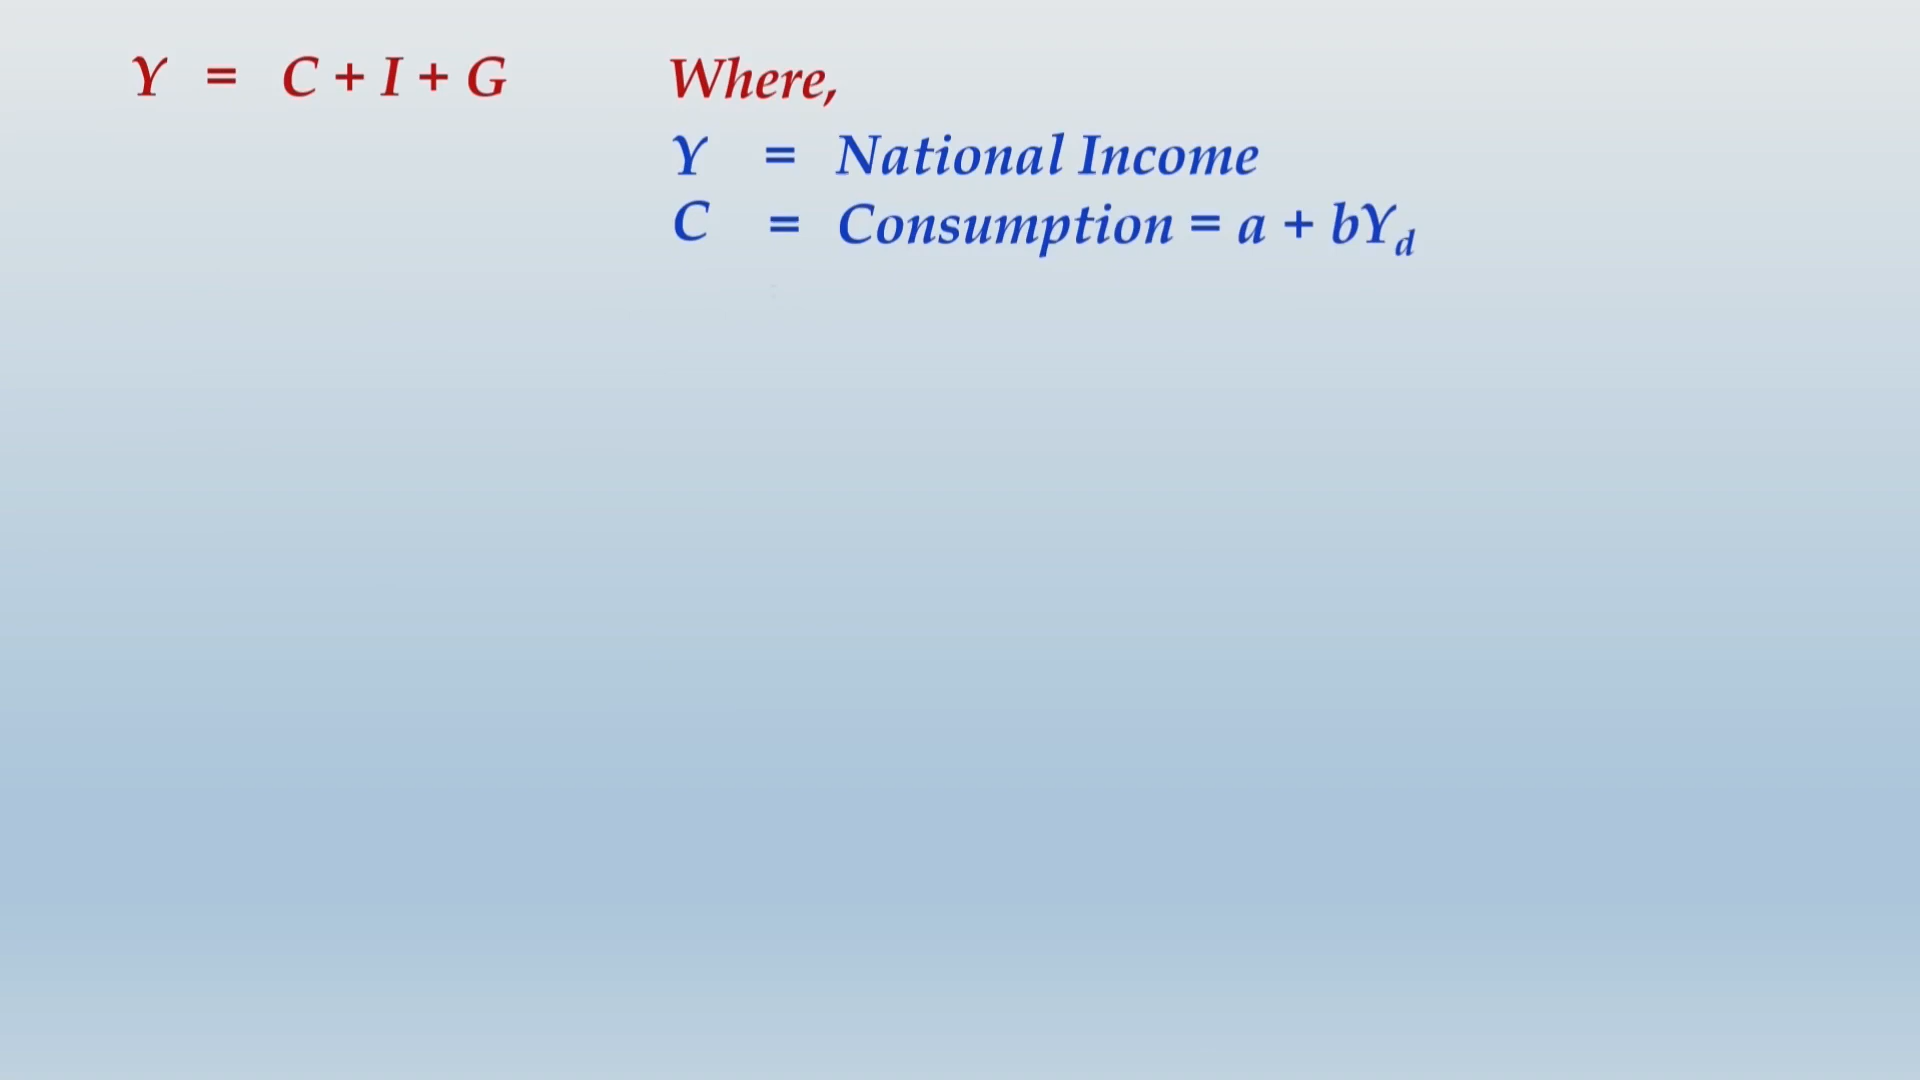 Y = C + I + G Where,
Y = National Income
C = Consumption = a + bY_d